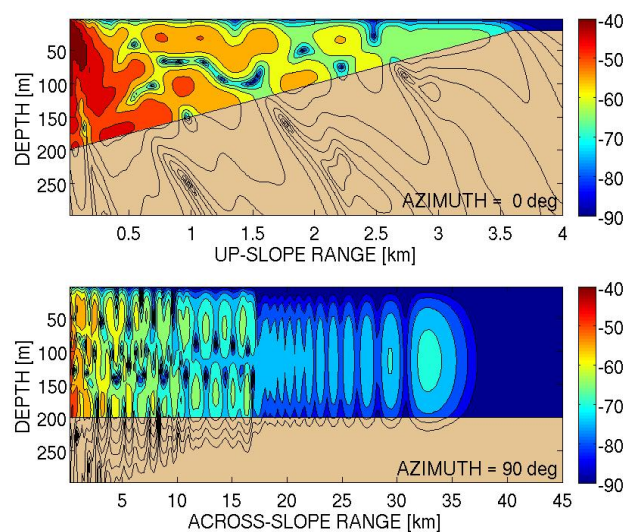 50
100
150
200
250
DEPTH [m]
AZIMUTH = 0 deg
0.5 1 1.5 2 2.5 3 3.5 4
UP-SLOPE RANGE [km]
-40
-50
-60
-70
-80
-90
50
100
150
200
250
DEPTH [m]
AZIMUTH = 90 deg
5 10 15 20 25 30 35 40 45
ACROSS-SLOPE RANGE [km]
-40
-50
-60
-70
-80
-90